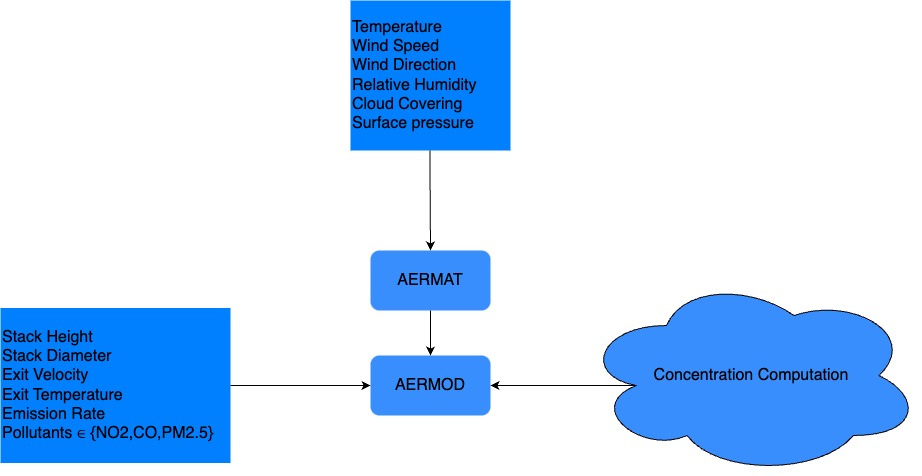 Temperature
Wind Speed
Wind Direction
Relative Humidity
Cloud Covering
Surface pressure
AERMAT
Stack Height
Stack Diameter
Exit Velocity
Exit Temperature
Emission Rate
Pollutants ∈ {NO2,CO,PM2.5}
AERMOD
Concentration Computation